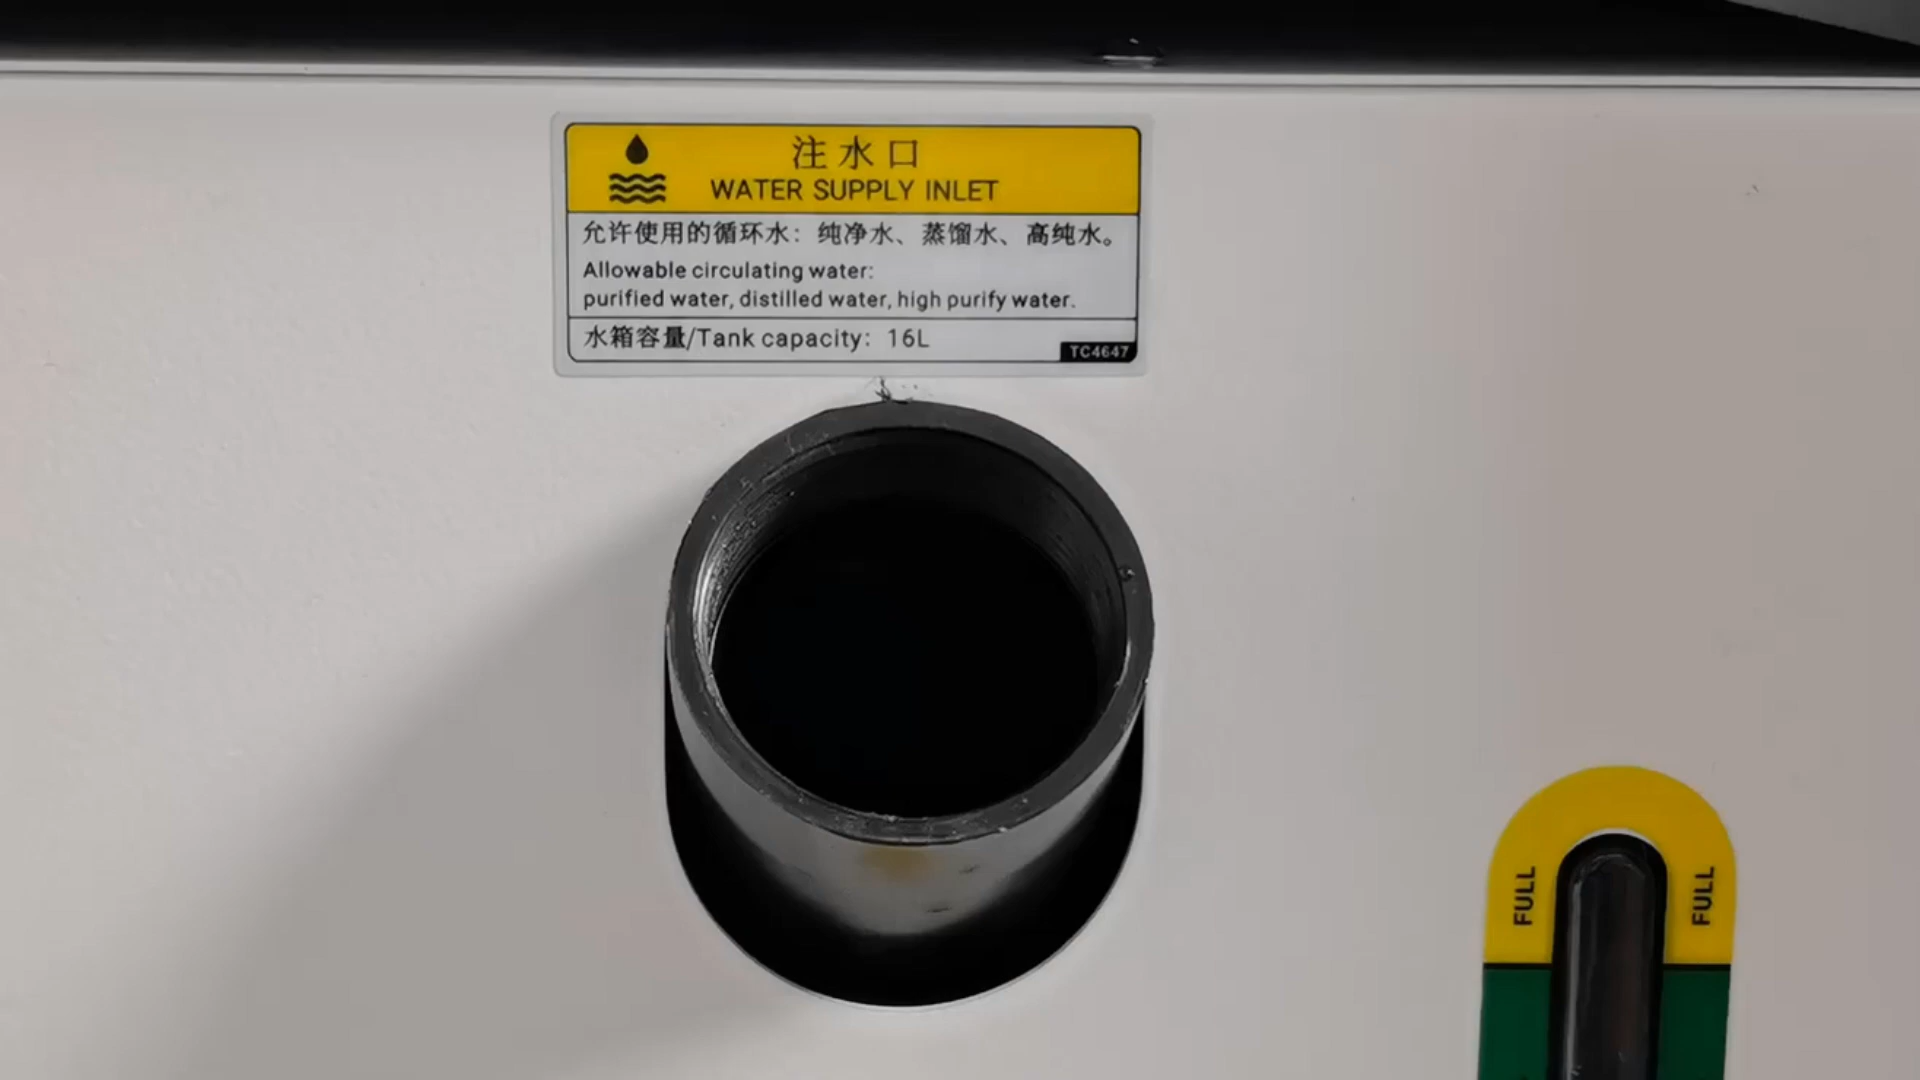 注水口
WATER SUPPLY INLET
允许使用的循环水：纯净水、蒸馏水、高纯水。
Allowable circulating water:
purified water, distilled water, high purify water.
水箱容量/Tank capacity: 16L
TC4647
FULL
FULL